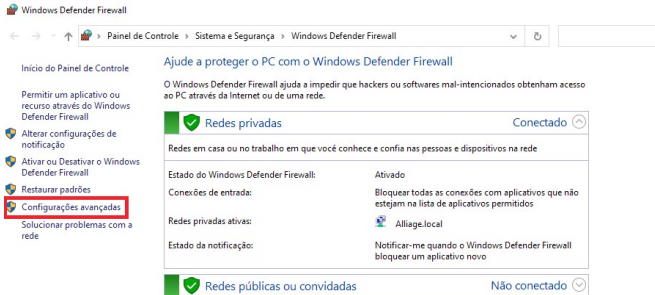 Windows Defender Firewall
Painel de Controle > Sistema e Segurança > Windows Defender Firewall
Início do Painel de Controle
Permitir um aplicativo ou
recurso através do Windows
Defender Firewall
Alterar configurações de
notificação
Ativar ou Desativar o Windows
Defender Firewall
Restaurar padrões
Configurações avançadas
Solucionar problemas com a
rede
Ajude a proteger o PC com o Windows Defender Firewall
O Windows Defender Firewall ajuda a impedir que hackers ou softwares mal-intencionados obtenham acesso
ao PC através da Internet ou de uma rede.
Redes privadas Conectado
Redes em casa ou no trabalho em que você conhece e confia nas pessoas e dispositivos na rede
Estado do Windows Defender Firewall: Ativado
Conexões de entrada: Bloquear todas as conexões com aplicativos que não
estejam na lista de aplicativos permitidos
Redes privadas ativas: Alliage.local
Estado da notificação: Notificar-me quando o Windows Defender Firewall
bloquear um aplicativo novo
Redes públicas ou convidadas Não conectado